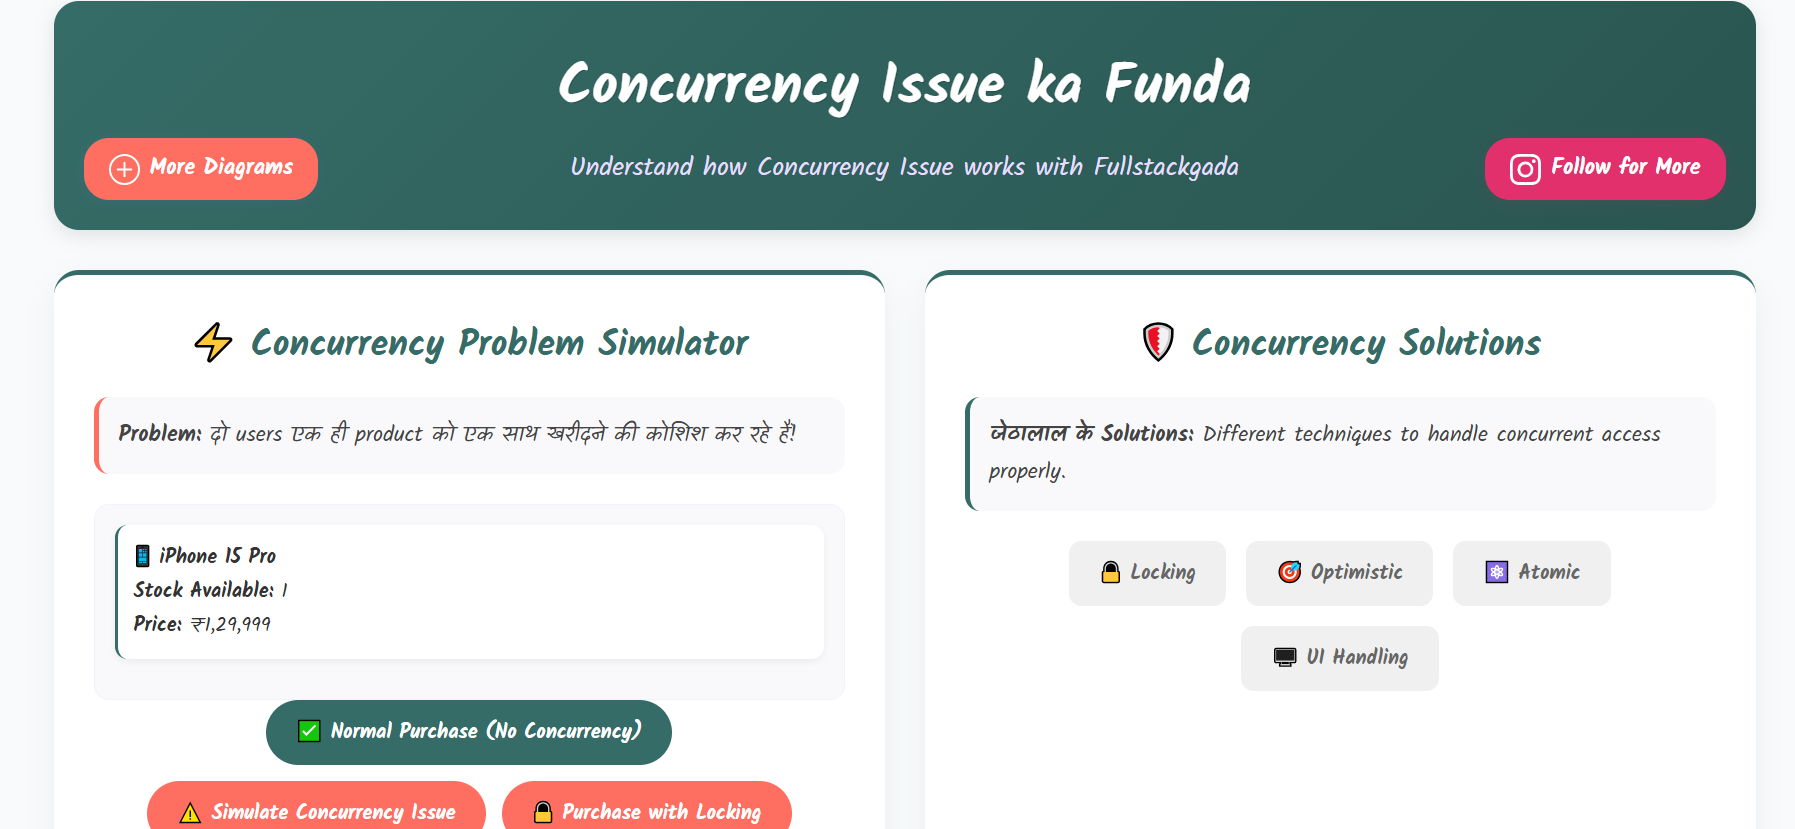 Concurrency Issue ka Funda
More Diagrams
Understand how Concurrency Issue works with Fullstackgada
Follow for More
Concurrency Problem Simulator
Problem: दो users एक ही product को एक साथ खरीदने की कोशिश कर रहे हैं!
iPhone 15 Pro
Stock Available: 1
Price: ₹1,29,999
Normal Purchase (No Concurrency)
Simulate Concurrency Issue
Purchase with Locking
Concurrency Solutions
जेठालाल के Solutions: Different techniques to handle concurrent access
properly.
Locking
Optimistic
Atomic
UI Handling